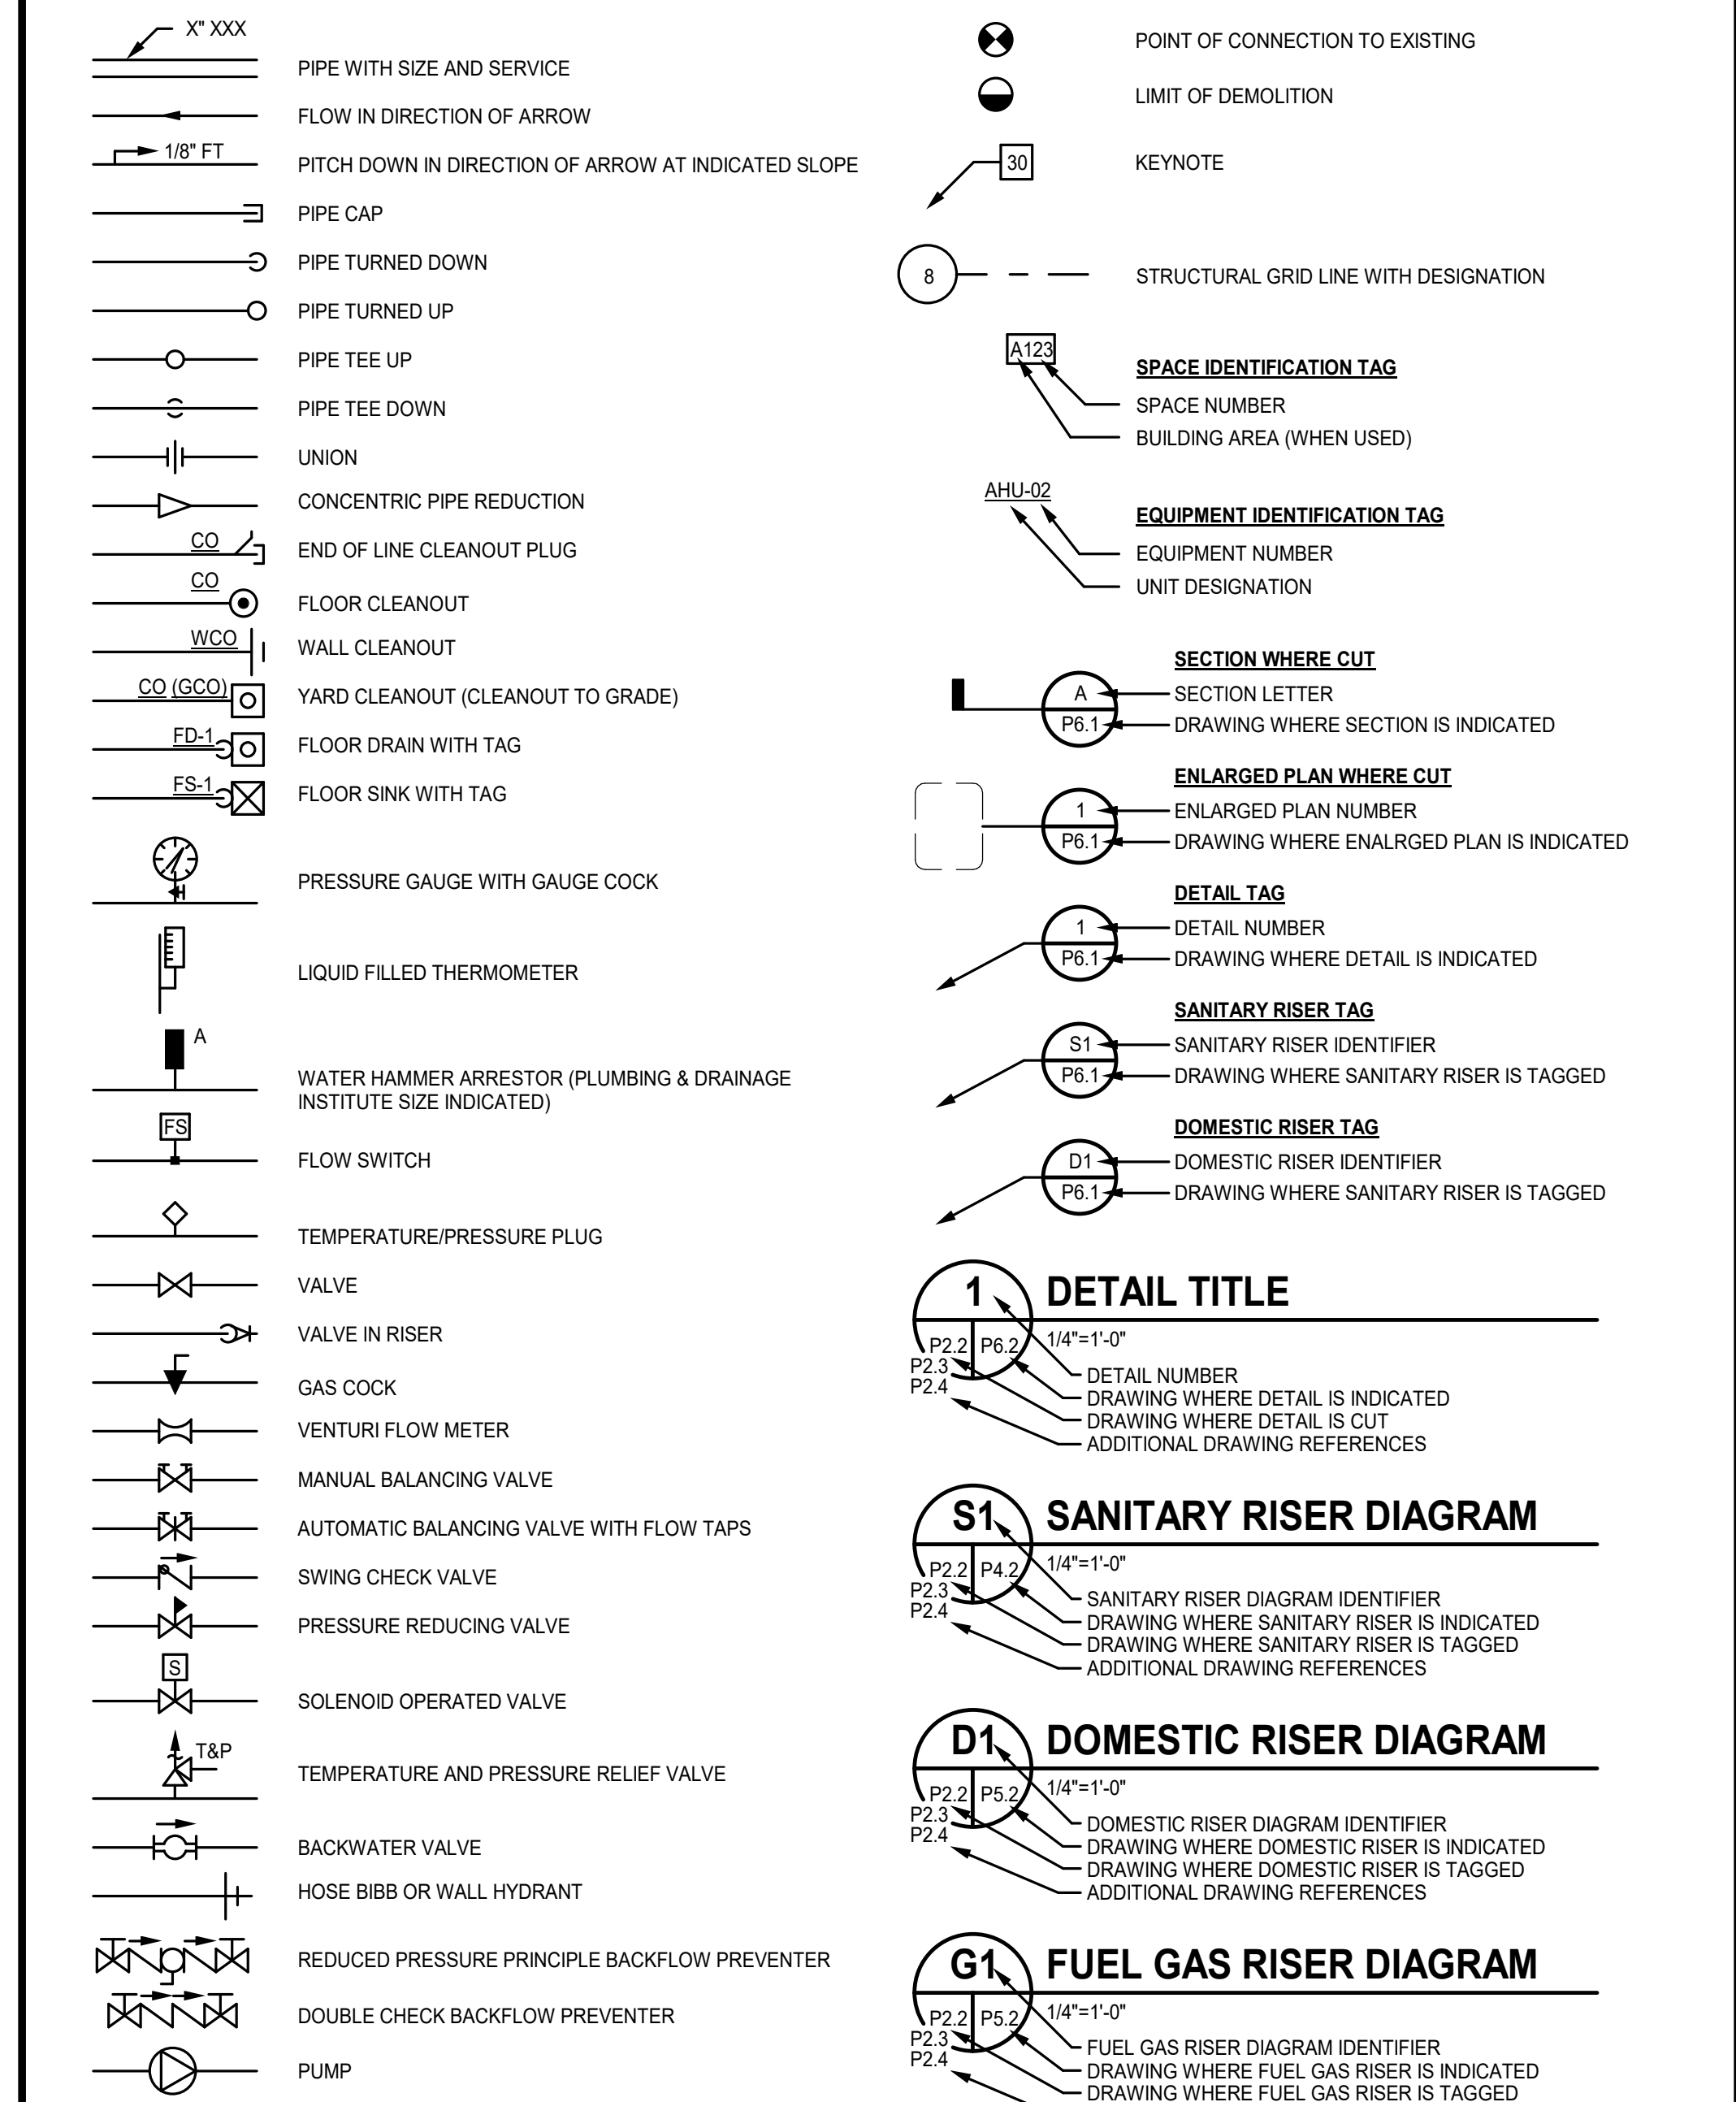 X" XXX
PIPE WITH SIZE AND SERVICE
FLOW IN DIRECTION OF ARROW
1/8" FT
PITCH DOWN IN DIRECTION OF ARROW AT INDICATED SLOPE
PIPE CAP
PIPE TURNED DOWN
PIPE TURNED UP
PIPE TEE UP
PIPE TEE DOWN
UNION
CONCENTRIC PIPE REDUCTION
CO
END OF LINE CLEANOUT PLUG
CO
FLOOR CLEANOUT
WCO
WALL CLEANOUT
CO (GCO)
YARD CLEANOUT (CLEANOUT TO GRADE)
FD-1
FLOOR DRAIN WITH TAG
FS-1
FLOOR SINK WITH TAG
PRESSURE GAUGE WITH GAUGE COCK
LIQUID FILLED THERMOMETER
A
WATER HAMMER ARRESTOR (PLUMBING & DRAINAGE
INSTITUTE SIZE INDICATED)
FS
FLOW SWITCH
TEMPERATURE/PRESSURE PLUG
VALVE
VALVE IN RISER
GAS COCK
VENTURI FLOW METER
MANUAL BALANCING VALVE
AUTOMATIC BALANCING VALVE WITH FLOW TAPS
SWING CHECK VALVE
PRESSURE REDUCING VALVE
S
SOLENOID OPERATED VALVE
T&P
TEMPERATURE AND PRESSURE RELIEF VALVE
BACKWATER VALVE
HOSE BIBB OR WALL HYDRANT
REDUCED PRESSURE PRINCIPLE BACKFLOW PREVENTER
DOUBLE CHECK BACKFLOW PREVENTER
PUMP
POINT OF CONNECTION TO EXISTING
LIMIT OF DEMOLITION
30
KEYNOTE
8
STRUCTURAL GRID LINE WITH DESIGNATION
A123
SPACE IDENTIFICATION TAG
SPACE NUMBER
BUILDING AREA (WHEN USED)
AHU-02
EQUIPMENT IDENTIFICATION TAG
EQUIPMENT NUMBER
UNIT DESIGNATION
SECTION WHERE CUT
A
SECTION LETTER
P6.1
DRAWING WHERE SECTION IS INDICATED
ENLARGED PLAN WHERE CUT
1
ENLARGED PLAN NUMBER
P6.1
DRAWING WHERE ENALRGED PLAN IS INDICATED
DETAIL TAG
1
DETAIL NUMBER
P6.1
DRAWING WHERE DETAIL IS INDICATED
SANITARY RISER TAG
S1
SANITARY RISER IDENTIFIER
P6.1
DRAWING WHERE SANITARY RISER IS TAGGED
DOMESTIC RISER TAG
D1
DOMESTIC RISER IDENTIFIER
P6.1
DRAWING WHERE SANITARY RISER IS TAGGED
1
DETAIL TITLE
P2.2
P6.2
1/4"=1'-0"
P2.3
P2.4
DETAIL NUMBER
DRAWING WHERE DETAIL IS INDICATED
DRAWING WHERE DETAIL IS CUT
ADDITIONAL DRAWING REFERENCES
S1
SANITARY RISER DIAGRAM
P2.2
P4.2
1/4"=1'-0"
P2.3
P2.4
SANITARY RISER DIAGRAM IDENTIFIER
DRAWING WHERE SANITARY RISER IS INDICATED
DRAWING WHERE SANITARY RISER IS TAGGED
ADDITIONAL DRAWING REFERENCES
D1
DOMESTIC RISER DIAGRAM
P2.2
P5.2
1/4"=1'-0"
P2.3
P2.4
DOMESTIC RISER DIAGRAM IDENTIFIER
DRAWING WHERE DOMESTIC RISER IS INDICATED
DRAWING WHERE DOMESTIC RISER IS TAGGED
ADDITIONAL DRAWING REFERENCES
G1
FUEL GAS RISER DIAGRAM
P2.2
P5.2
1/4"=1'-0"
P2.3
P2.4
FUEL GAS RISER DIAGRAM IDENTIFIER
DRAWING WHERE FUEL GAS RISER IS INDICATED
DRAWING WHERE FUEL GAS RISER IS TAGGED